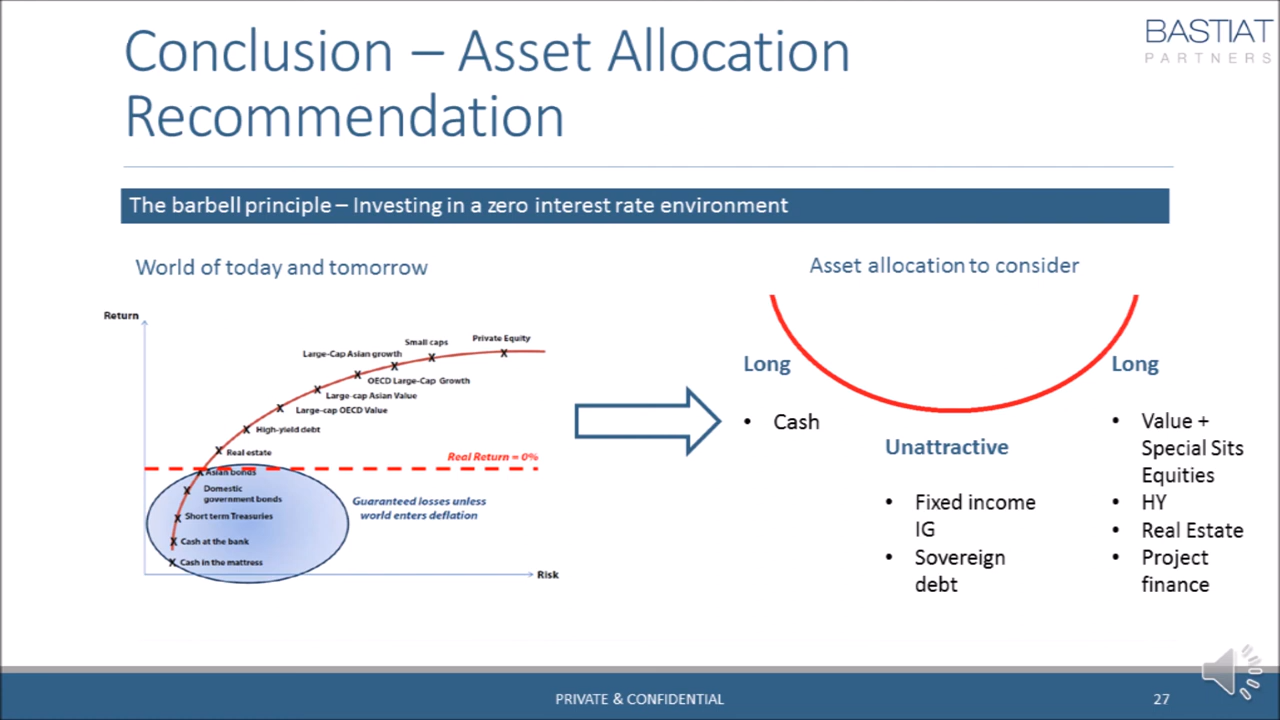 Conclusion – Asset Allocation
Recommendation
BASTIAT
PARTNERS
The barbell principle – Investing in a zero interest rate environment
World of today and tomorrow
Return
Private Equity
Small caps
Large-Cap Asian growth
OECD Large-Cap Growth
Large-cap Asian Value
Large-cap OECD Value
High-yield debt
Real estate
Real Return = 0%
Asian bonds
Domestic
government bonds
Short term Treasuries
Cash at the bank
Cash in the mattress
Guaranteed losses unless
world enters deflation
Risk
Asset allocation to consider
Long
• Cash
Unattractive
• Fixed income
IG
• Sovereign
debt
Long
• Value +
Special Sits
Equities
• HY
• Real Estate
• Project
finance
PRIVATE & CONFIDENTIAL
27